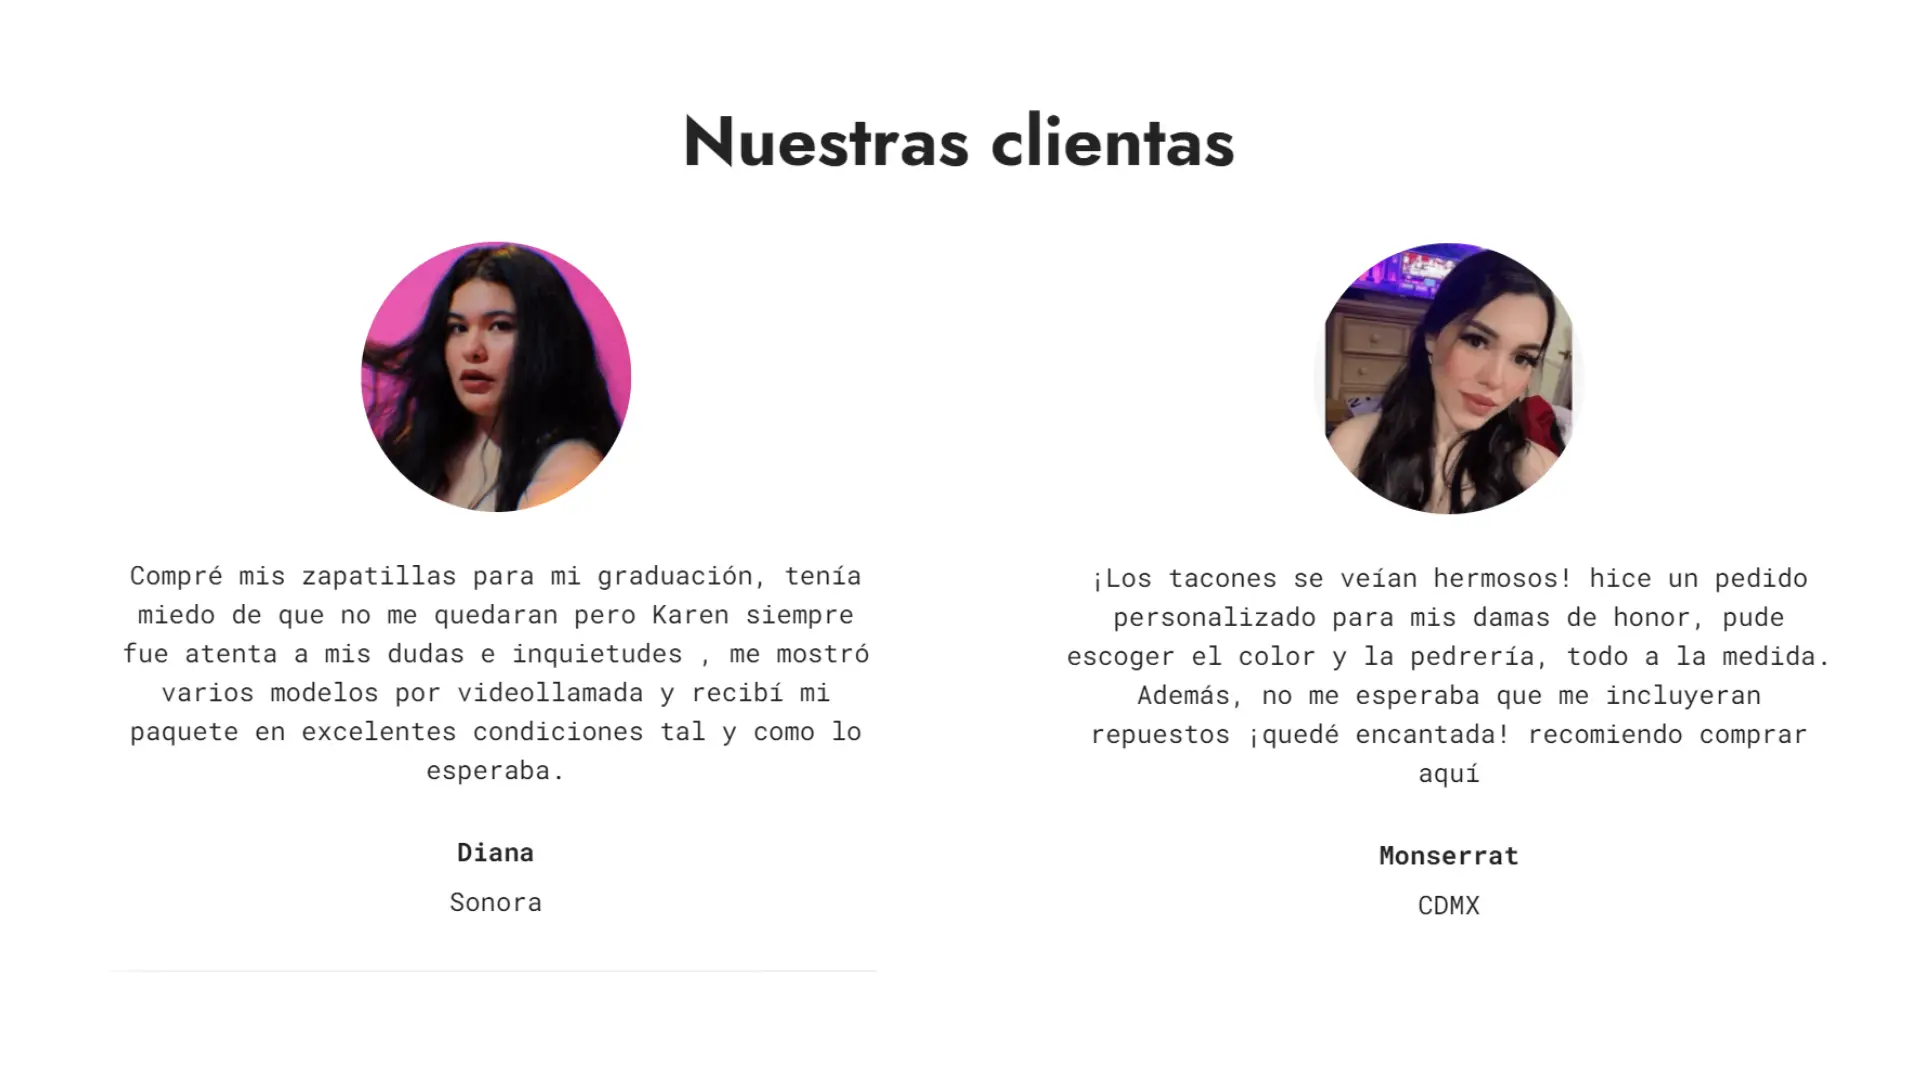 Nuestras clientas
Compré mis zapatillas para mi graduación, tenía
miedo de que no me quedaran pero Karen siempre
fue atenta a mis dudas e inquietudes , me mostró
varios modelos por videollamada y recibí mi
paquete en excelentes condiciones tal y como lo
esperaba.
Diana
Sonora
¡Los tacones se veían hermosos! hice un pedido
personalizado para mis damas de honor, pude
escoger el color y la pedrería, todo a la medida.
Además, no me esperaba que me incluyeran
repuestos ¡quedé encantada! recomiendo comprar
aquí
Monserrat
CDMX